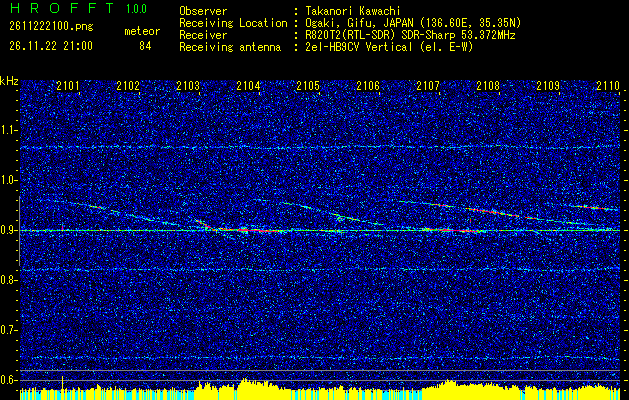 H R O F F T 1.0.0
2611222100.png
26.11.22 21:00
meteor
84
Observer : Takanori Kawachi
Receiving Location : Ogaki, Gifu, JAPAN (136.60E, 35.35N)
Receiver : R820T2(RTL-SDR) SDR-Sharp 53.372MHz
Receiving antenna : 2el-HB9CV Vertical (el. E-W)
kHz
2101 2102 2103 2104 2105 2106 2107 2108 2109 2110
1.1
1.0
0.9
0.8
0.7
0.6